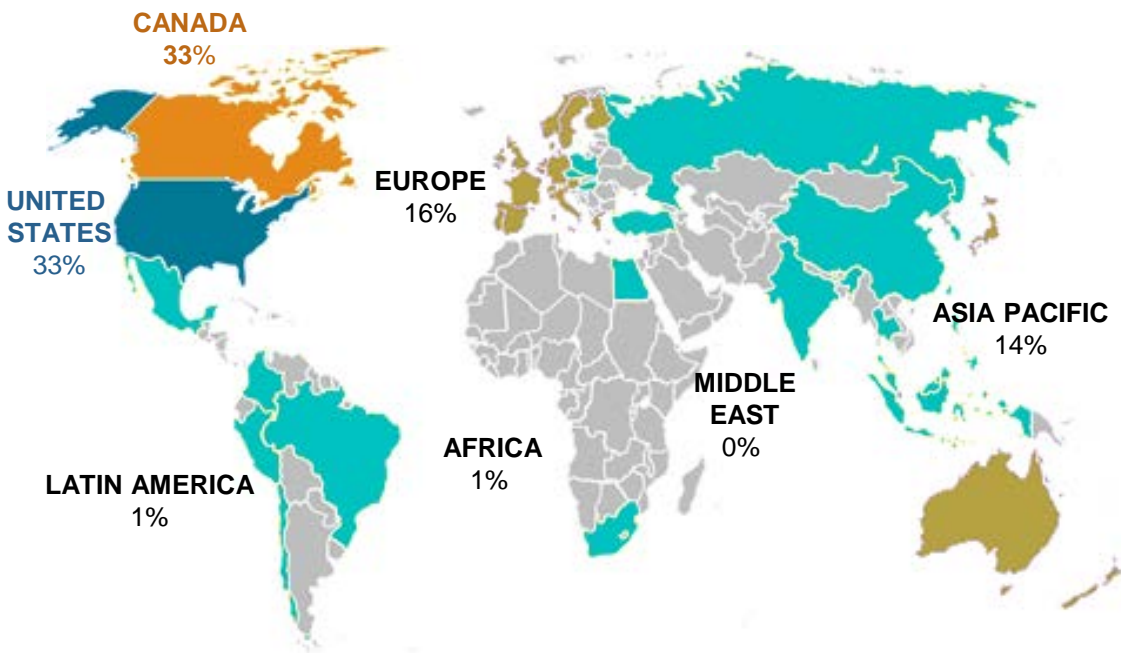 CANADA
33%
UNITED
STATES
33%
EUROPE
16%
ASIA PACIFIC
14%
MIDDLE
EAST
0%
AFRICA
1%
LATIN AMERICA
1%